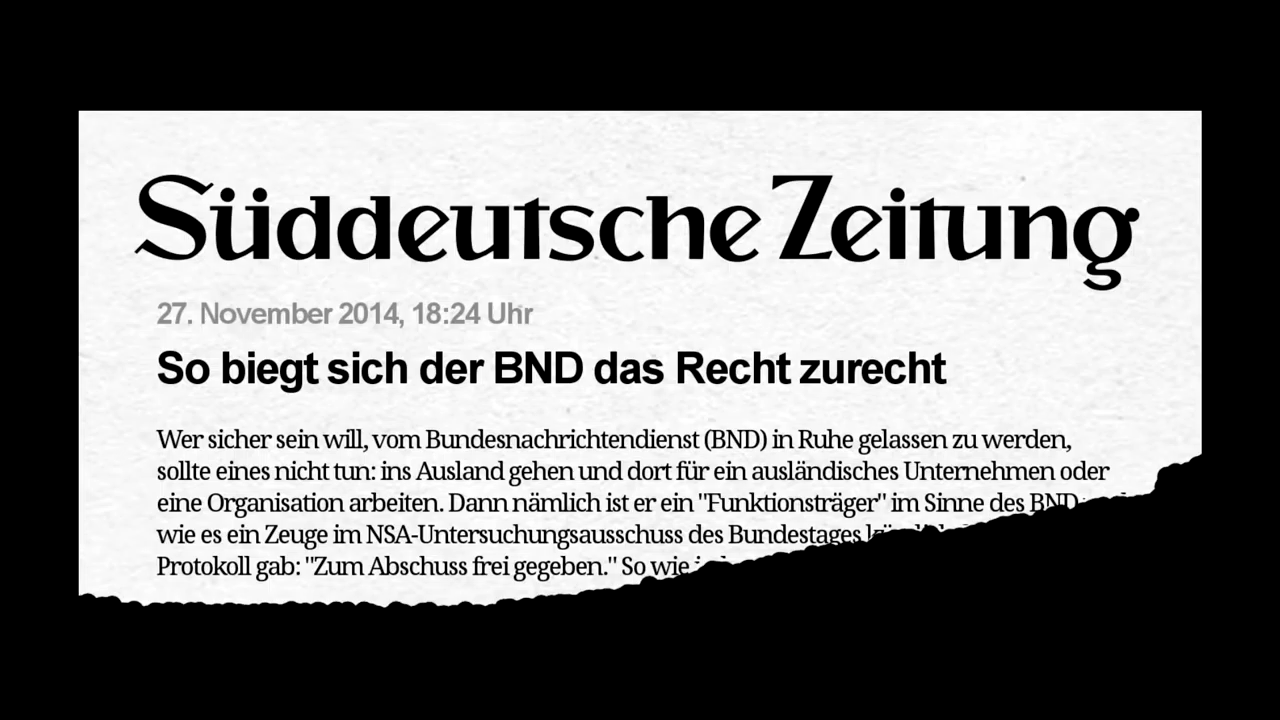 Süddeutsche Zeitung
27. November 2014, 18:24 Uhr
So biegt sich der BND das Recht zurecht
Wer sicher sein will, vom Bundesnachrichtendienst (BND) in Ruhe gelassen zu werden,
sollte eines nicht tun: ins Ausland gehen und dort für ein ausländisches Unternehmen oder
eine Organisation arbeiten. Dann nämlich ist er ein "Funktionsträger" im Sinne des BND
wie es ein Zeuge im NSA-Untersuchungsausschuss des Bundestages
Protokoll gab: "Zum Abschuss frei gegeben." So wie